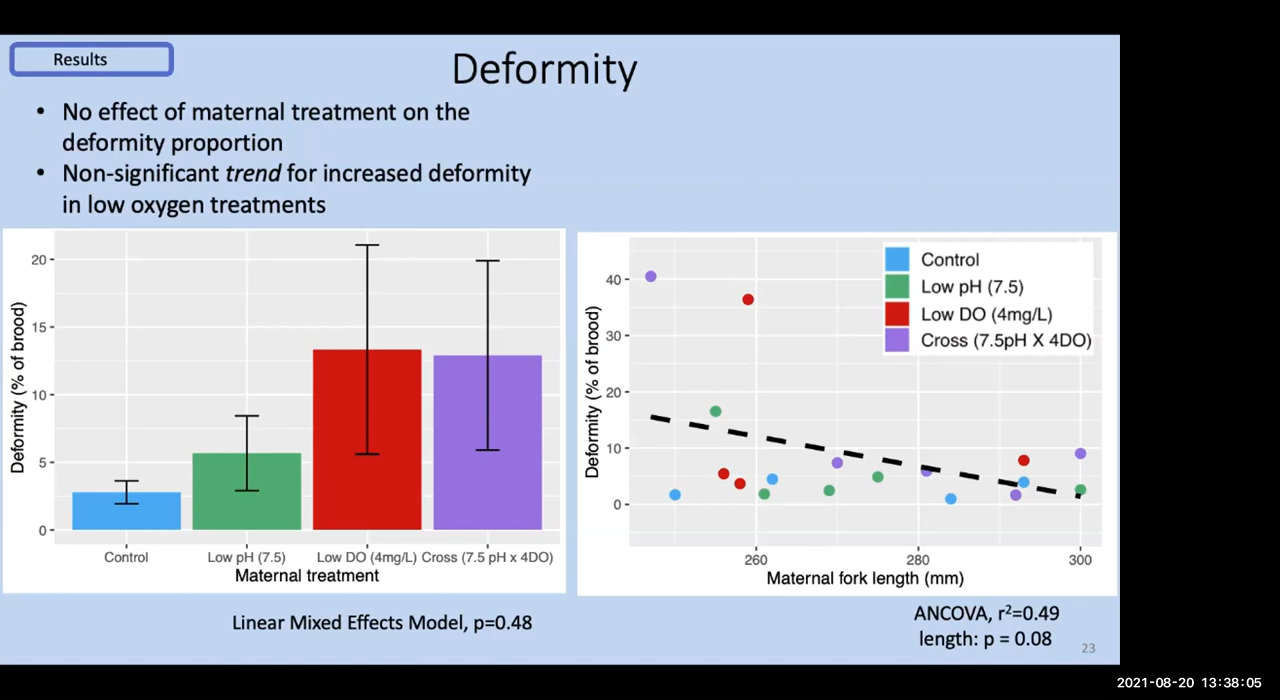 Results
Deformity
• No effect of maternal treatment on the
deformity proportion
• Non-significant trend for increased deformity
in low oxygen treatments
Deformity (% of brood)
20
15
10
5
0
Control
Low pH (7.5)
Low DO (4mg/L)
Cross (7.5 pH x 4DO)
Maternal treatment
Linear Mixed Effects Model, p=0.48
Deformity (% of brood)
40
30
20
10
0
Control
Low pH (7.5)
Low DO (4mg/L)
Cross (7.5pH X 4DO)
260
280
300
Maternal fork length (mm)
ANCOVA, r²=0.49
length: p = 0.08
23
2021-08-20 13:38:05